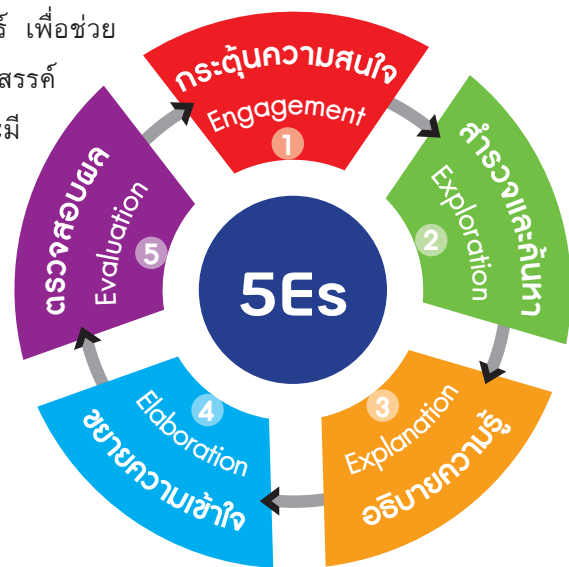 ร์ เพื่อช่วย
สรรค์
ะมี
กระตุ้นความสนใจ
Engagement
1
สำรวจและค้นหา
Exploration
2
อธิบายความรู้
Explanation
3
ขยายความเข้าใจ
Elaboration
4
ตรวจสอบผล
Evaluation
5
5Es